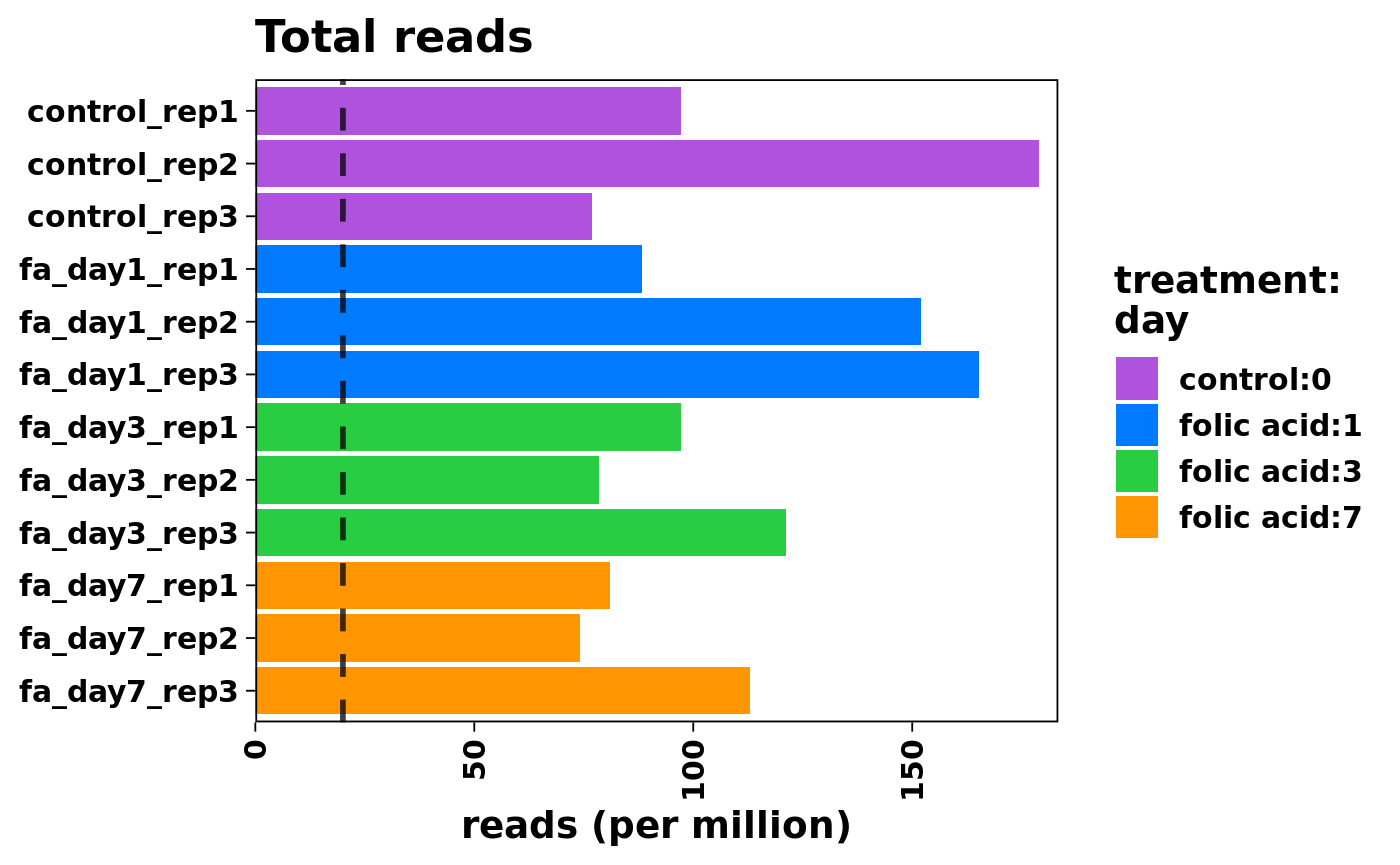 Total reads
control_rep1
control_rep2
control_rep3
fa_day1_rep1
fa_day1_rep2
fa_day1_rep3
fa_day3_rep1
fa_day3_rep2
fa_day3_rep3
fa_day7_rep1
fa_day7_rep2
fa_day7_rep3
0
50
100
150
reads (per million)
treatment:
day
control:0
folic acid:1
folic acid:3
folic acid:7